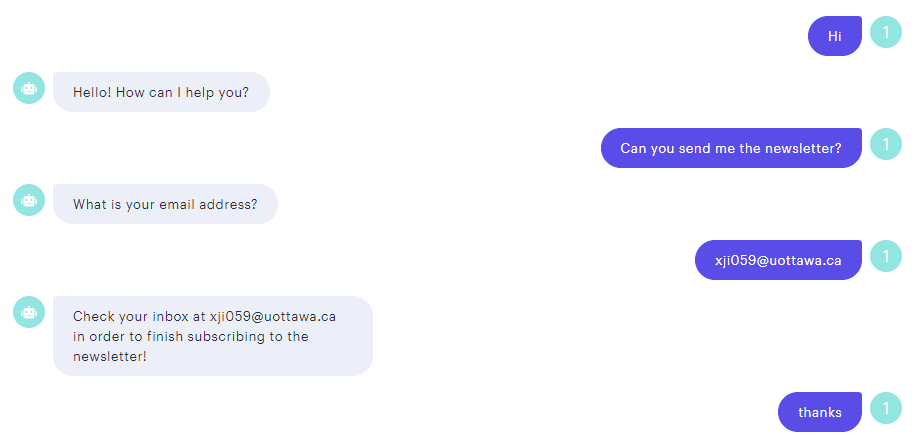 Hi
1
Hello! How can I help you?
Can you send me the newsletter?
1
What is your email address?
xji059@uottawa.ca
1
Check your inbox at xji059@uottawa.ca
in order to finish subscribing to the
newsletter!
thanks
1